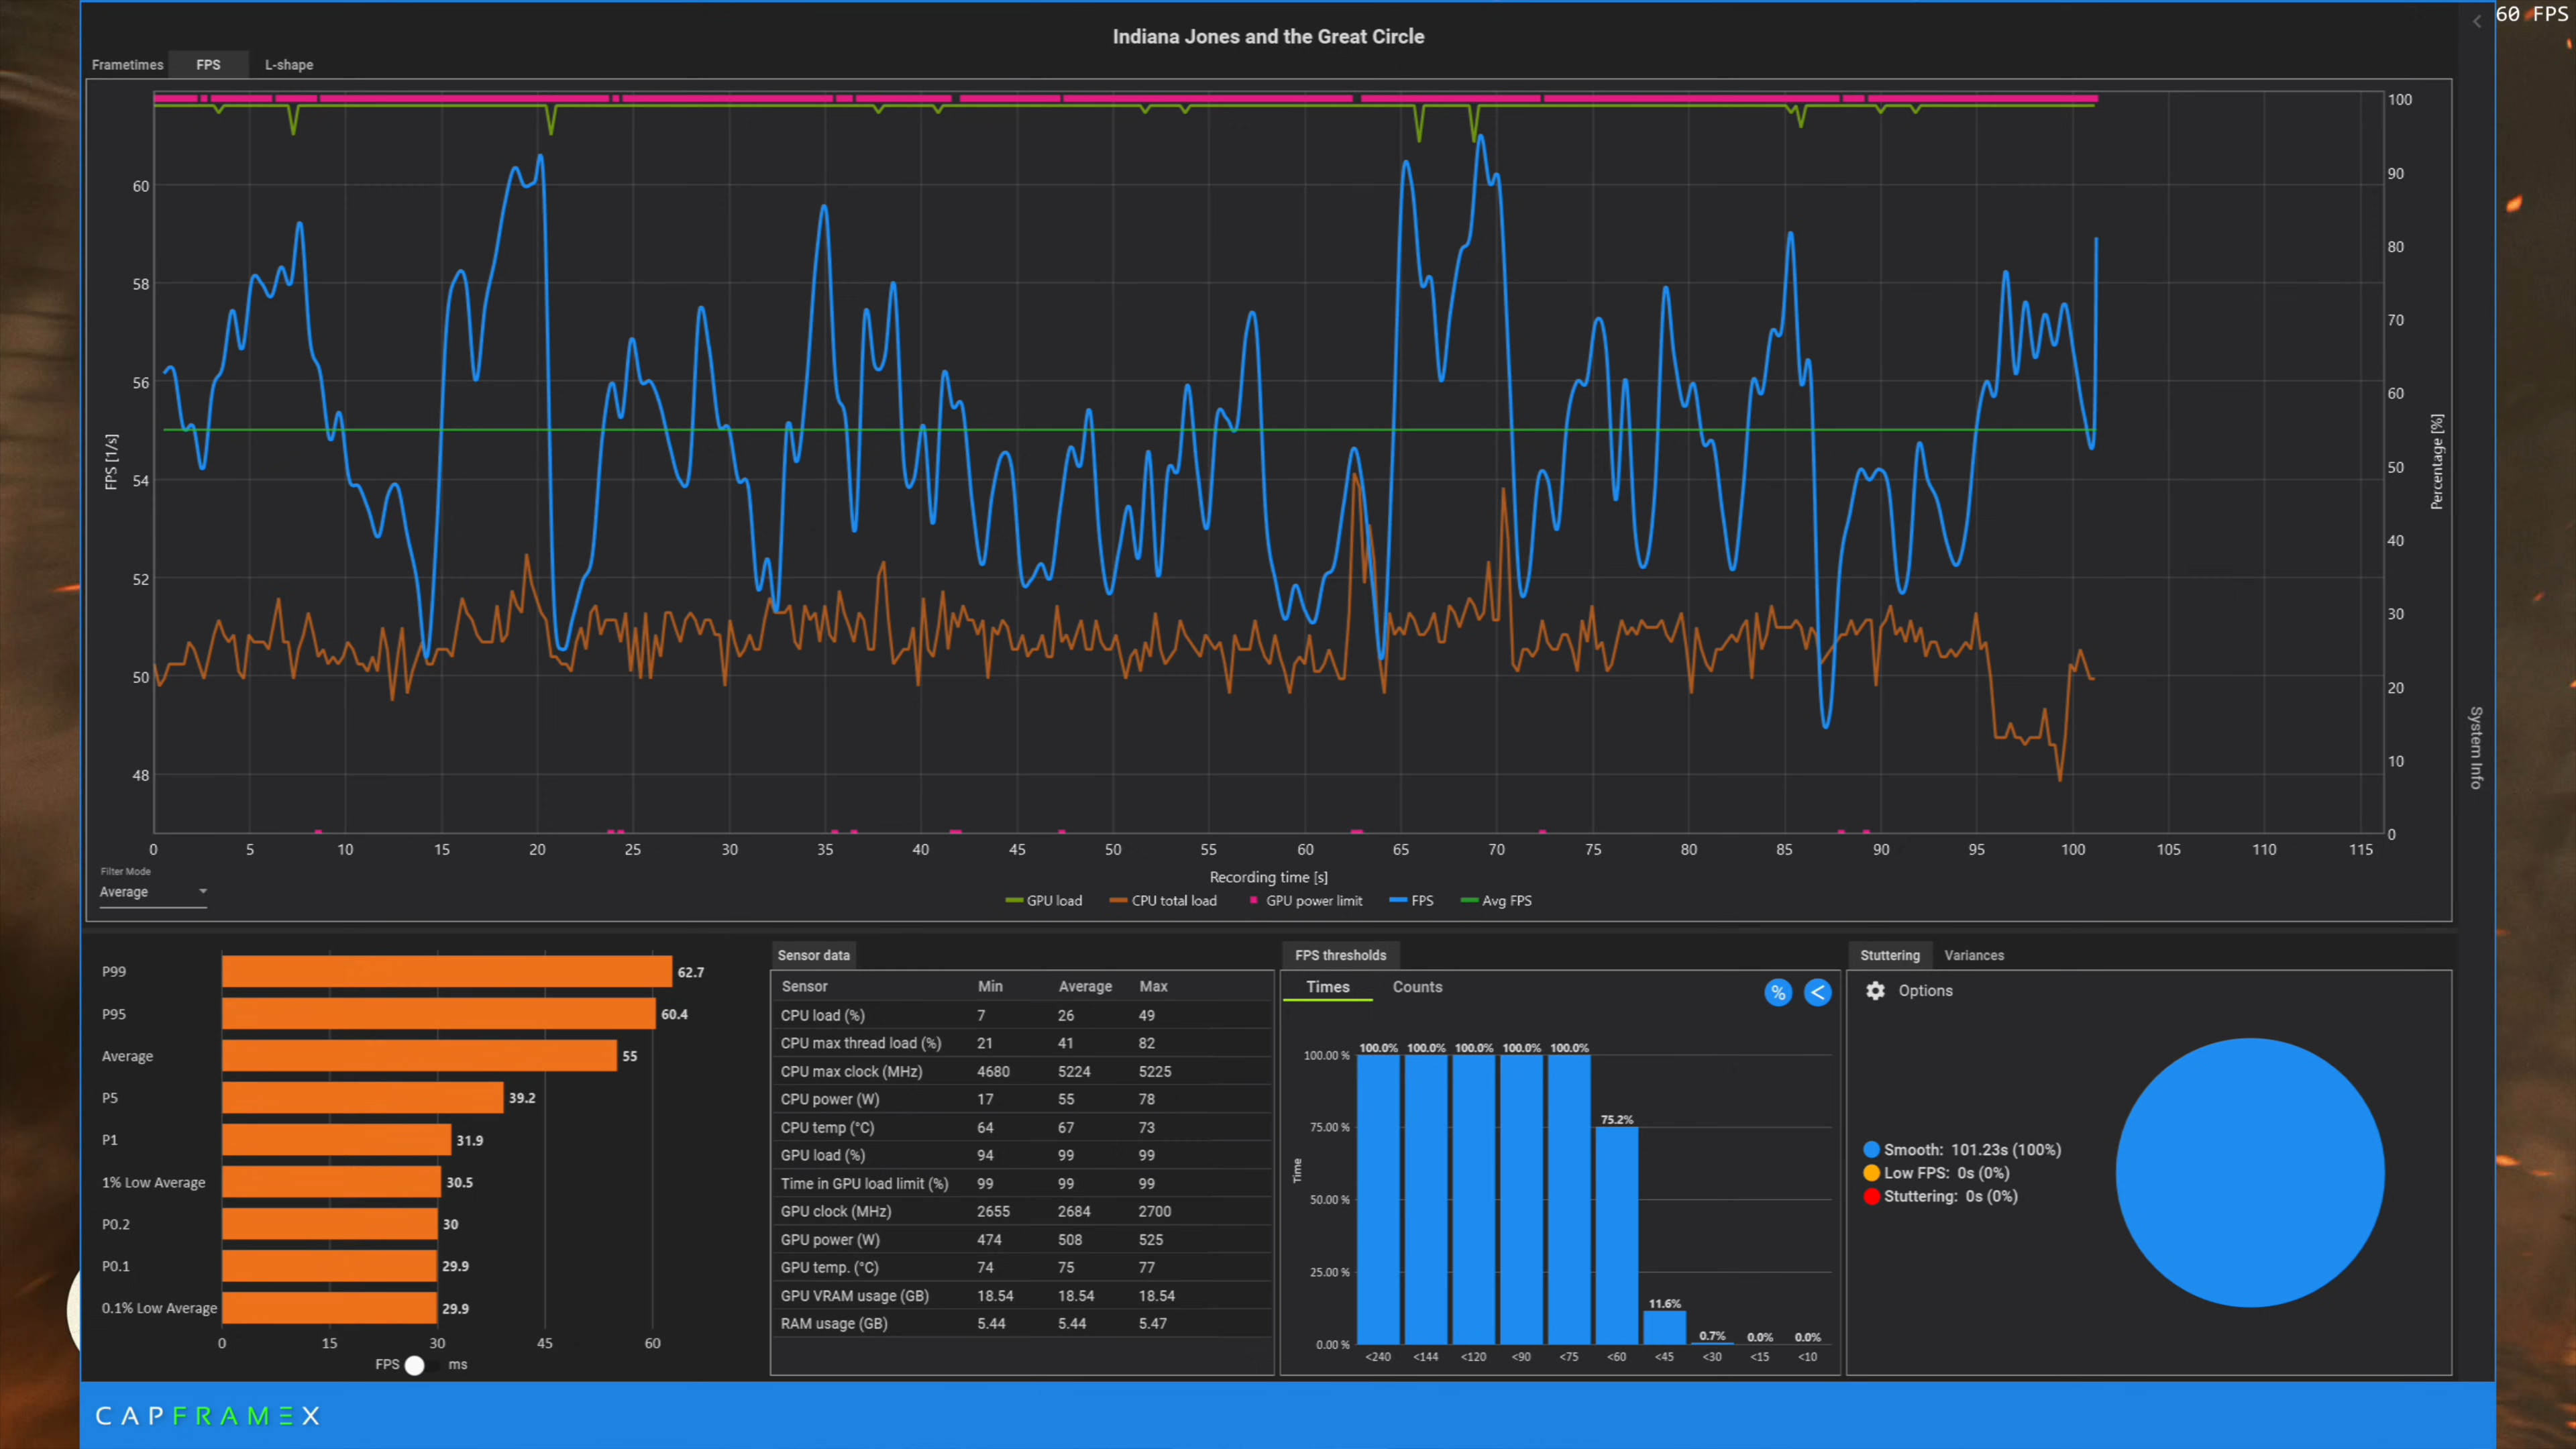 60 FPS
Indiana Jones and the Great Circle
Frametimes FPS L-shape
FPS [1/s]
60
58
56
54
52
50
48
100
90
80
70
60
50
40
30
20
10
0
Percentage [%]
System Info
0 5 10 15 20 25 30 35 40 45 50 55 60 65 70 75 80 85 90 95 100 105 110 115
Recording time [s]
Filter Mode
Average
GPU load CPU total load GPU power limit FPS Avg FPS
P99 62.7
P95 60.4
Average 55
P5 39.2
P1 31.9
1% Low Average 30.5
P0.2 30
P0.1 29.9
0.1% Low Average 29.9
0 15 30 45 60
FPS ms
Sensor data
Sensor Min Average Max
CPU load (%) 7 26 49
CPU max thread load (%) 21 41 82
CPU max clock (MHz) 4680 5224 5225
CPU power (W) 17 55 78
CPU temp (°C) 64 67 73
GPU load (%) 94 99 99
Time in GPU load limit (%) 99 99 99
GPU clock (MHz) 2655 2684 2700
GPU power (W) 474 508 525
GPU temp. (°C) 74 75 77
GPU VRAM usage (GB) 18.54 18.54 18.54
RAM usage (GB) 5.44 5.44 5.47
FPS thresholds
Times Counts % <
Time
100.00 %
75.00 %
50.00 %
25.00 %
0.00 %
100.0% 100.0% 100.0% 100.0% 100.0% 75.2% 11.6% 0.7% 0.0% 0.0%
<240 <144 <120 <90 <75 <60 <45 <30 <15 <10
Stuttering Variances
Options
Smooth: 101.23s (100%)
Low FPS: 0s (0%)
Stuttering: 0s (0%)
CAPFRAMEX